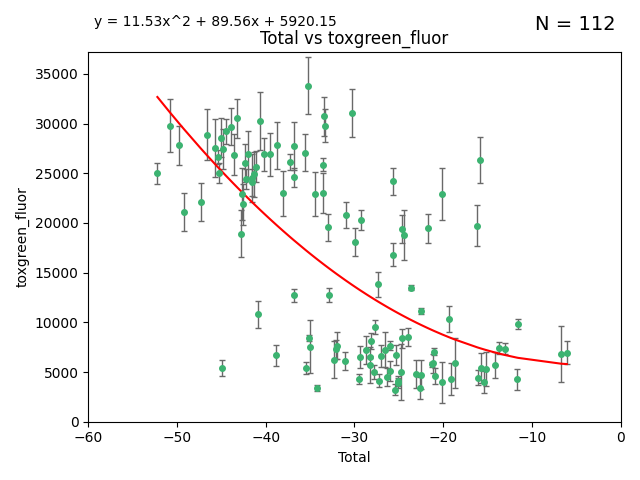 y = 11.53x^2 + 89.56x + 5920.15
N = 112
Total vs toxgreen_fluor
35000
30000
25000
20000
15000
10000
5000
0
toxgreen_fluor
−60 −50 −40 −30 −20 −10 0
Total